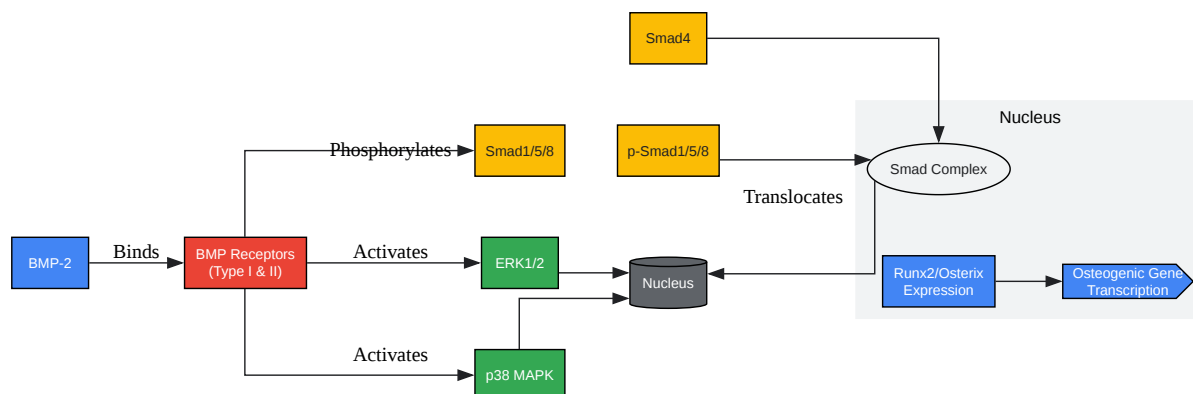 Smad4
Nucleus
Phosphorylates
Smad1/5/8
p-Smad1/5/8
Smad Complex
Translocates
BMP-2
Binds
BMP Receptors
(Type I & II)
Activates
ERK1/2
Nucleus
Runx2/Osterix
Expression
Osteogenic Gene
Transcription
Activates
p38 MAPK